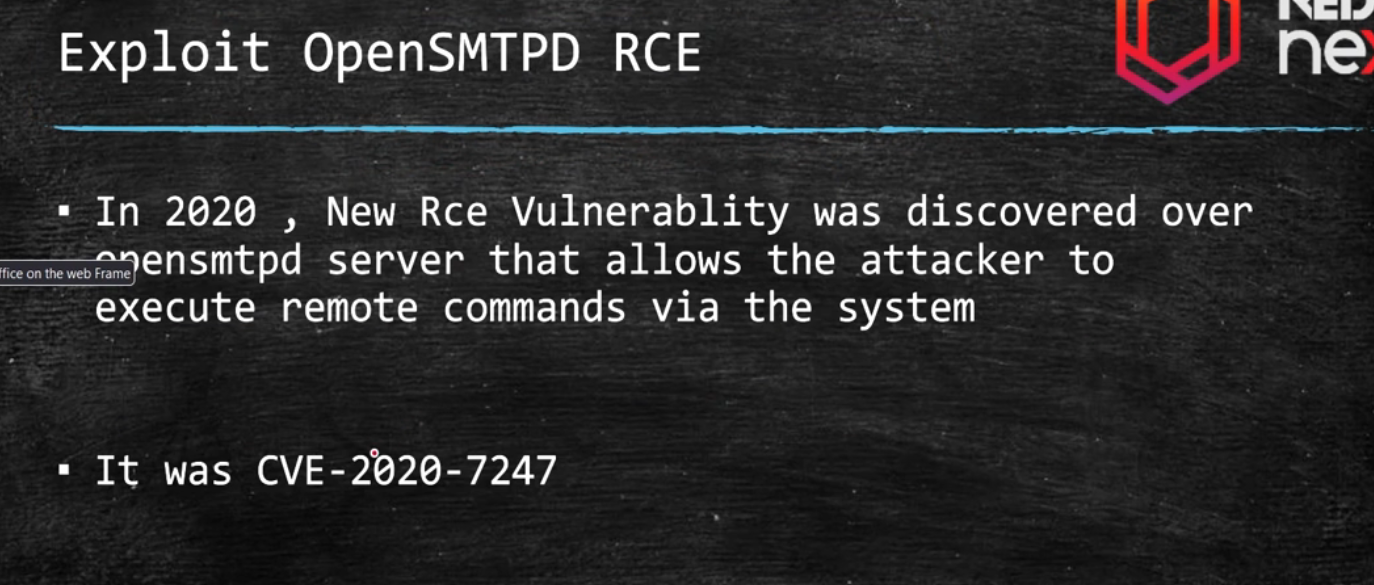 Exploit OpenSMTPD RCE
nex
▪ In 2020 , New Rce Vulnerablity was discovered over
opensmtpd server that allows the attacker to
ffice on the web Frame
execute remote commands via the system
▪ It was CVE-2020-7247